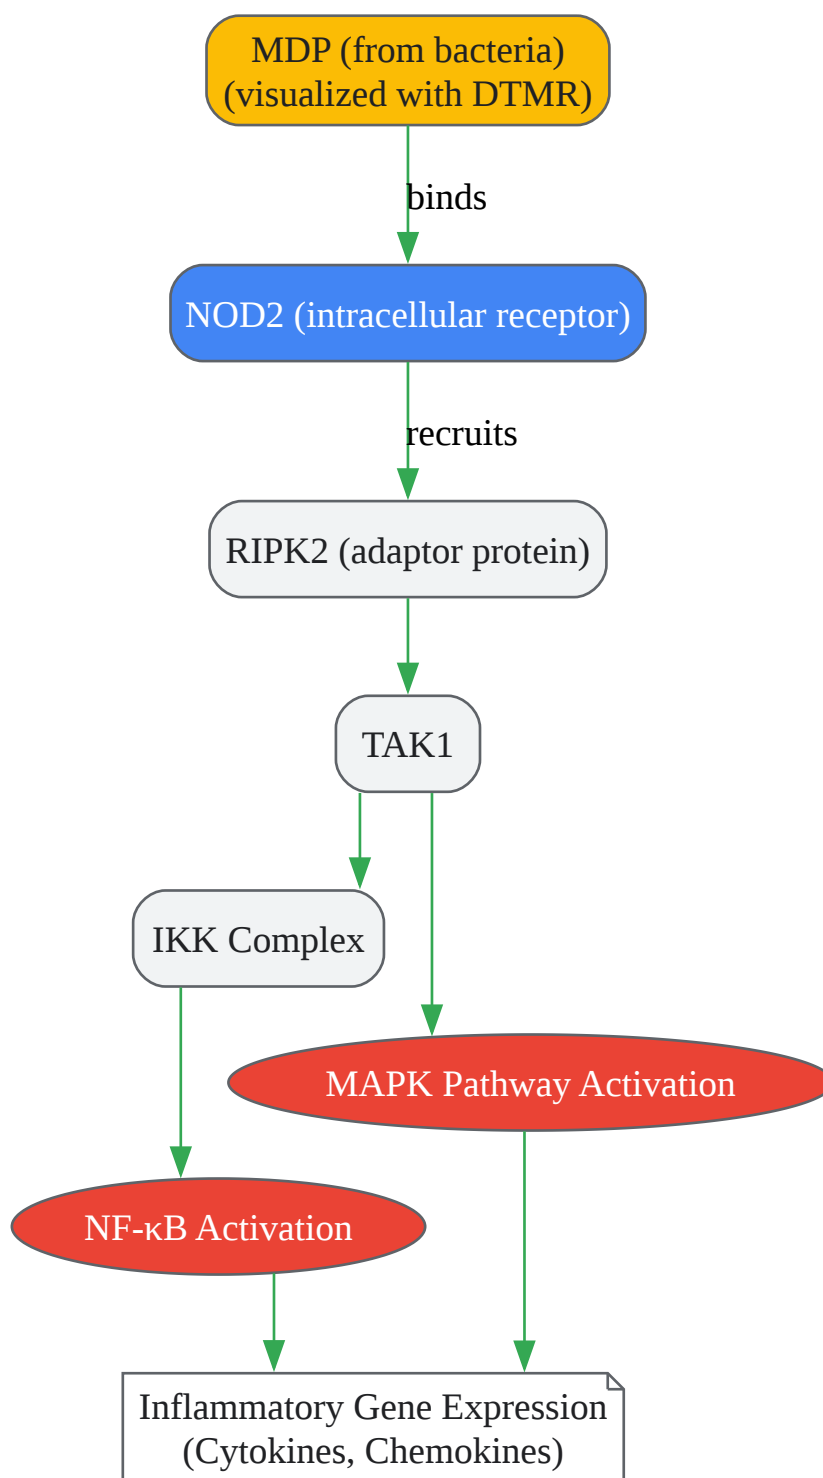 MDP (from bacteria)
(visualized with DTMR)
binds
NOD2 (intracellular receptor)
recruits
RIPK2 (adaptor protein)
TAK1
IKK Complex
MAPK Pathway Activation
NF-κB Activation
Inflammatory Gene Expression
(Cytokines, Chemokines)